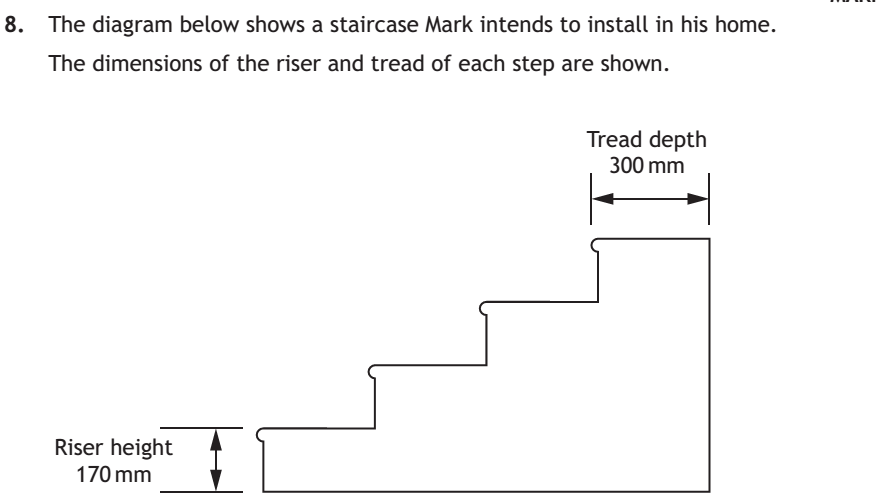 8. The diagram below shows a staircase Mark intends to install in his home.
The dimensions of the riser and tread of each step are shown.
Tread depth
300 mm
Riser height
170 mm